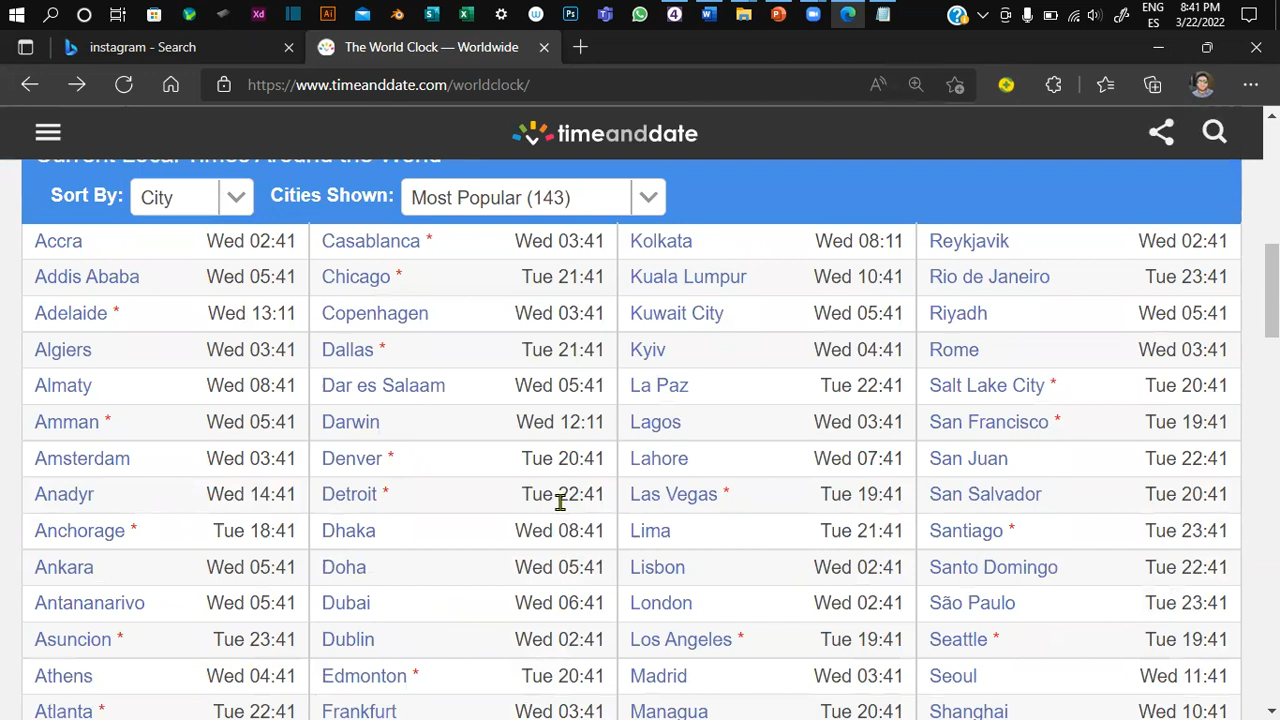 ENG 8:41 PM
ES 3/22/2022
instagram - Search
The World Clock — Worldwide
https://www.timeanddate.com/worldclock/
timeanddate
Current Local Times Around the World
Sort By: City Cities Shown: Most Popular (143)
Accra Wed 02:41 Casablanca * Wed 03:41 Kolkata Wed 08:11 Reykjavik Wed 02:41
Addis Ababa Wed 05:41 Chicago * Tue 21:41 Kuala Lumpur Wed 10:41 Rio de Janeiro Tue 23:41
Adelaide * Wed 13:11 Copenhagen Wed 03:41 Kuwait City Wed 05:41 Riyadh Wed 05:41
Algiers Wed 03:41 Dallas * Tue 21:41 Kyiv Wed 04:41 Rome Wed 03:41
Almaty Wed 08:41 Dar es Salaam Wed 05:41 La Paz Tue 22:41 Salt Lake City * Tue 20:41
Amman * Wed 05:41 Darwin Wed 12:11 Lagos Wed 03:41 San Francisco * Tue 19:41
Amsterdam Wed 03:41 Denver * Tue 20:41 Lahore Wed 07:41 San Juan Tue 22:41
Anadyr Wed 14:41 Detroit * Tue 22:41 Las Vegas * Tue 19:41 San Salvador Tue 20:41
Anchorage * Tue 18:41 Dhaka Wed 08:41 Lima Tue 21:41 Santiago * Tue 23:41
Ankara Wed 05:41 Doha Wed 05:41 Lisbon Wed 02:41 Santo Domingo Tue 22:41
Antananarivo Wed 05:41 Dubai Wed 06:41 London Wed 02:41 São Paulo Tue 23:41
Asuncion * Tue 23:41 Dublin Wed 02:41 Los Angeles * Tue 19:41 Seattle * Tue 19:41
Athens Wed 04:41 Edmonton * Tue 20:41 Madrid Wed 03:41 Seoul Wed 11:41
Atlanta * Tue 22:41 Frankfurt Wed 03:41 Managua Tue 20:41 Shanghai Wed 10:41